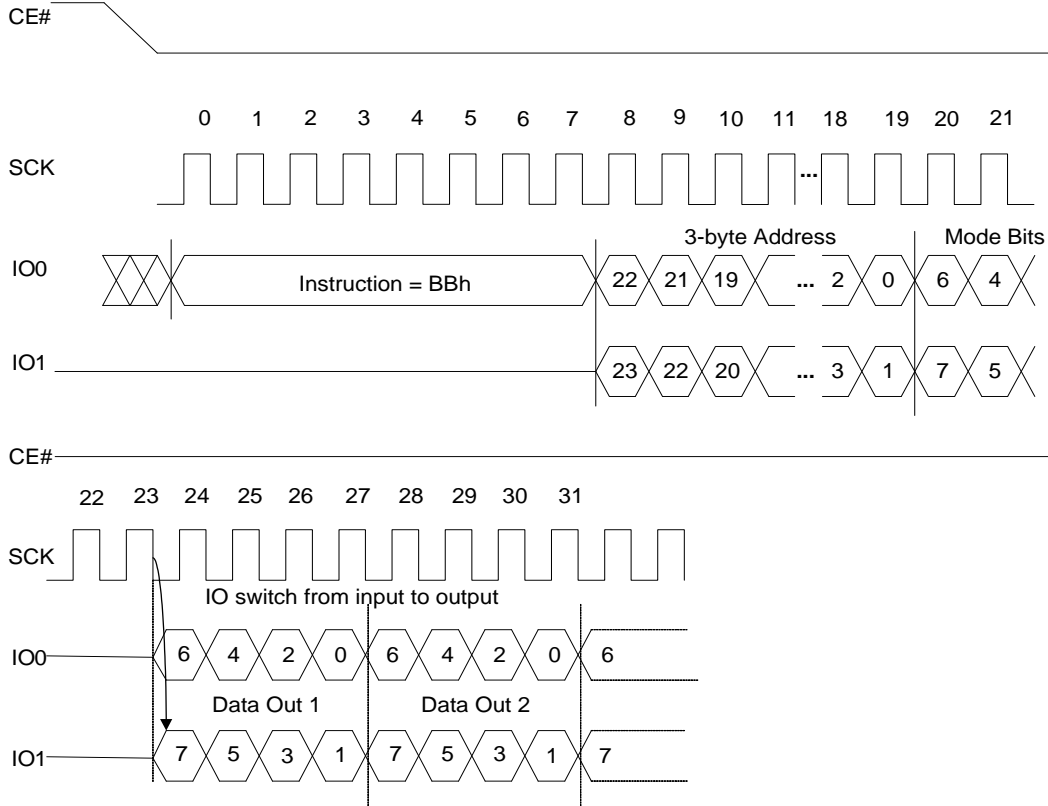 CE#
0 1 2 3 4 5 6 7 8 9 10 11 18 19 20 21
SCK ...
3-byte Address Mode Bits
IO0 Instruction = BBh 22 21 19 ... 2 0 6 4
IO1 23 22 20 ... 3 1 7 5
CE#
22 23 24 25 26 27 28 29 30 31
SCK
IO switch from input to output
IO0 6 4 2 0 6 4 2 0 6
Data Out 1 Data Out 2
IO1 7 5 3 1 7 5 3 1 7